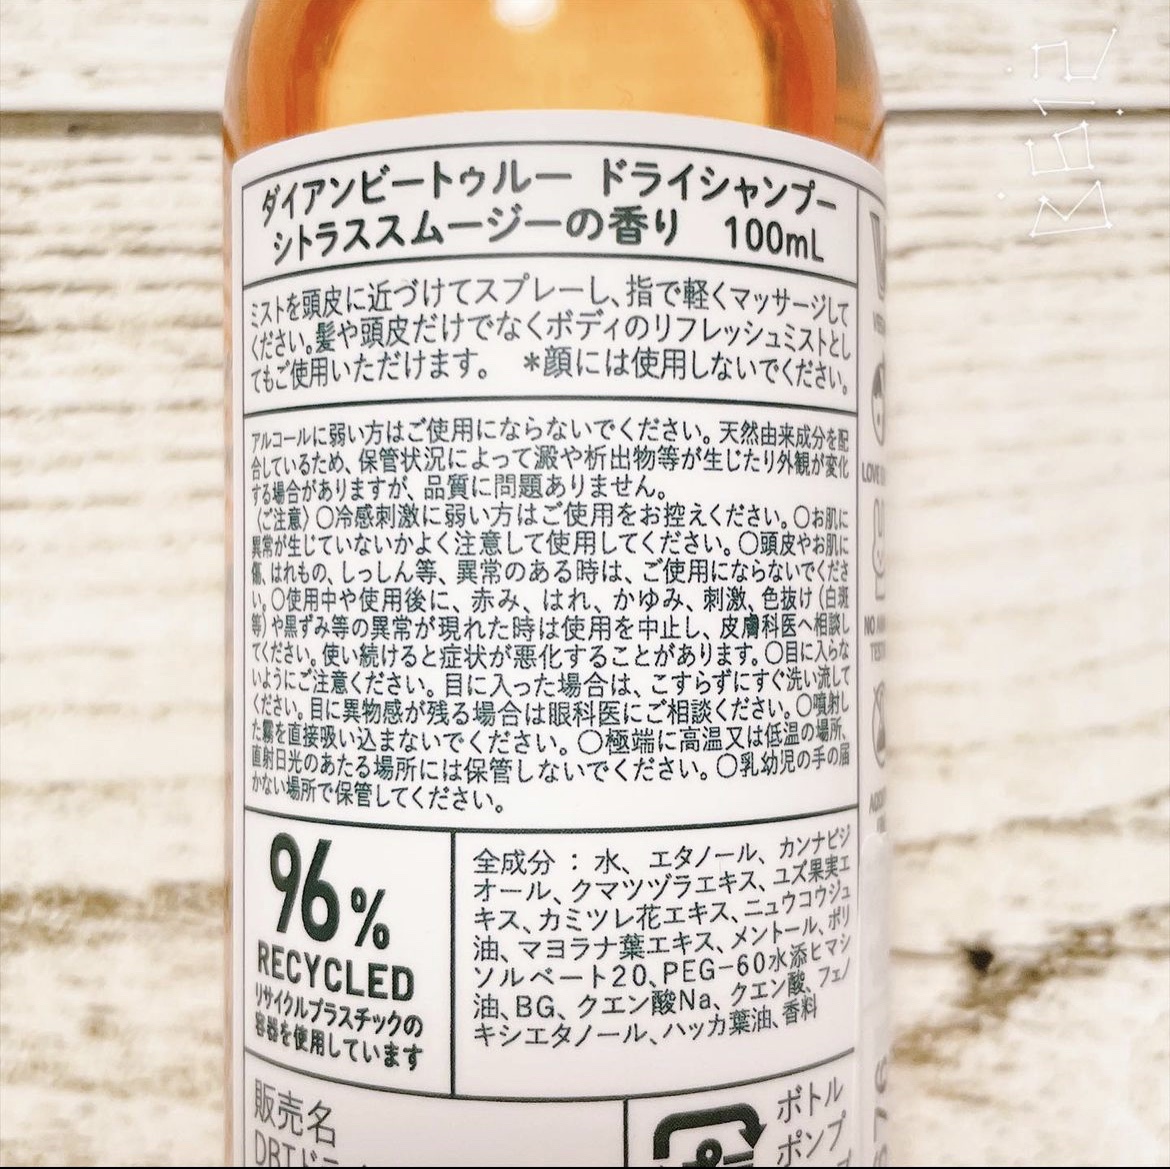 ダイアンビートゥルー ドライシャンプー
シトラススムージーの香り 100mL
ミストを頭皮に近づけてスプレーし、指で軽くマッサージして
ください。髪や頭皮だけでなくボディのリフレッシュミストとし
てもご使用いただけます。 *顔には使用しないでください。
アルコールに弱い方はご使用にならないでください。天然由来成分を配
合しているため、保管状況によって澱や析出物等が生じたり外観が変化
する場合がありますが、品質に問題ありません。
〈ご注意〉○冷感刺激に弱い方はご使用をお控えください。○お肌に
異常が生じていないかよく注意して使用してください。○頭皮やお肌に
傷、はれもの、しっしん等、異常のある時は、ご使用にならないでくださ
い。○使用中や使用後に、赤み、はれ、かゆみ、刺激、色抜け(白斑
等)や黒ずみ等の異常が現れた時は使用を中止し、皮膚科医へ相談し
てください。使い続けると症状が悪化することがあります。○目に入らな
いようにご注意ください。目に入った場合は、こすらずにすぐ洗い流して
ください。目に異物感が残る場合は眼科医にご相談ください。○噴射し
た霧を直接吸い込まないでください。○極端に高温又は低温の場所、
直射日光のあたる場所には保管しないでください。○乳幼児の手の届
かない場所で保管してください。
96%
RECYCLED
リサイクルプラスチックの
容器を使用しています
全成分：水、エタノール、カンナビジ
オール、クマツヅラエキス、ユズ果実エ
キス、カミツレ花エキス、ニュウコウジュ
油、マヨラナ葉エキス、メントール、ポリ
ソルベート20、PEG-60水添ヒマシ
油、BG、クエン酸Na、クエン酸、フェノ
キシエタノール、ハッカ葉油、香料
販売名
ボトル
ポンプ